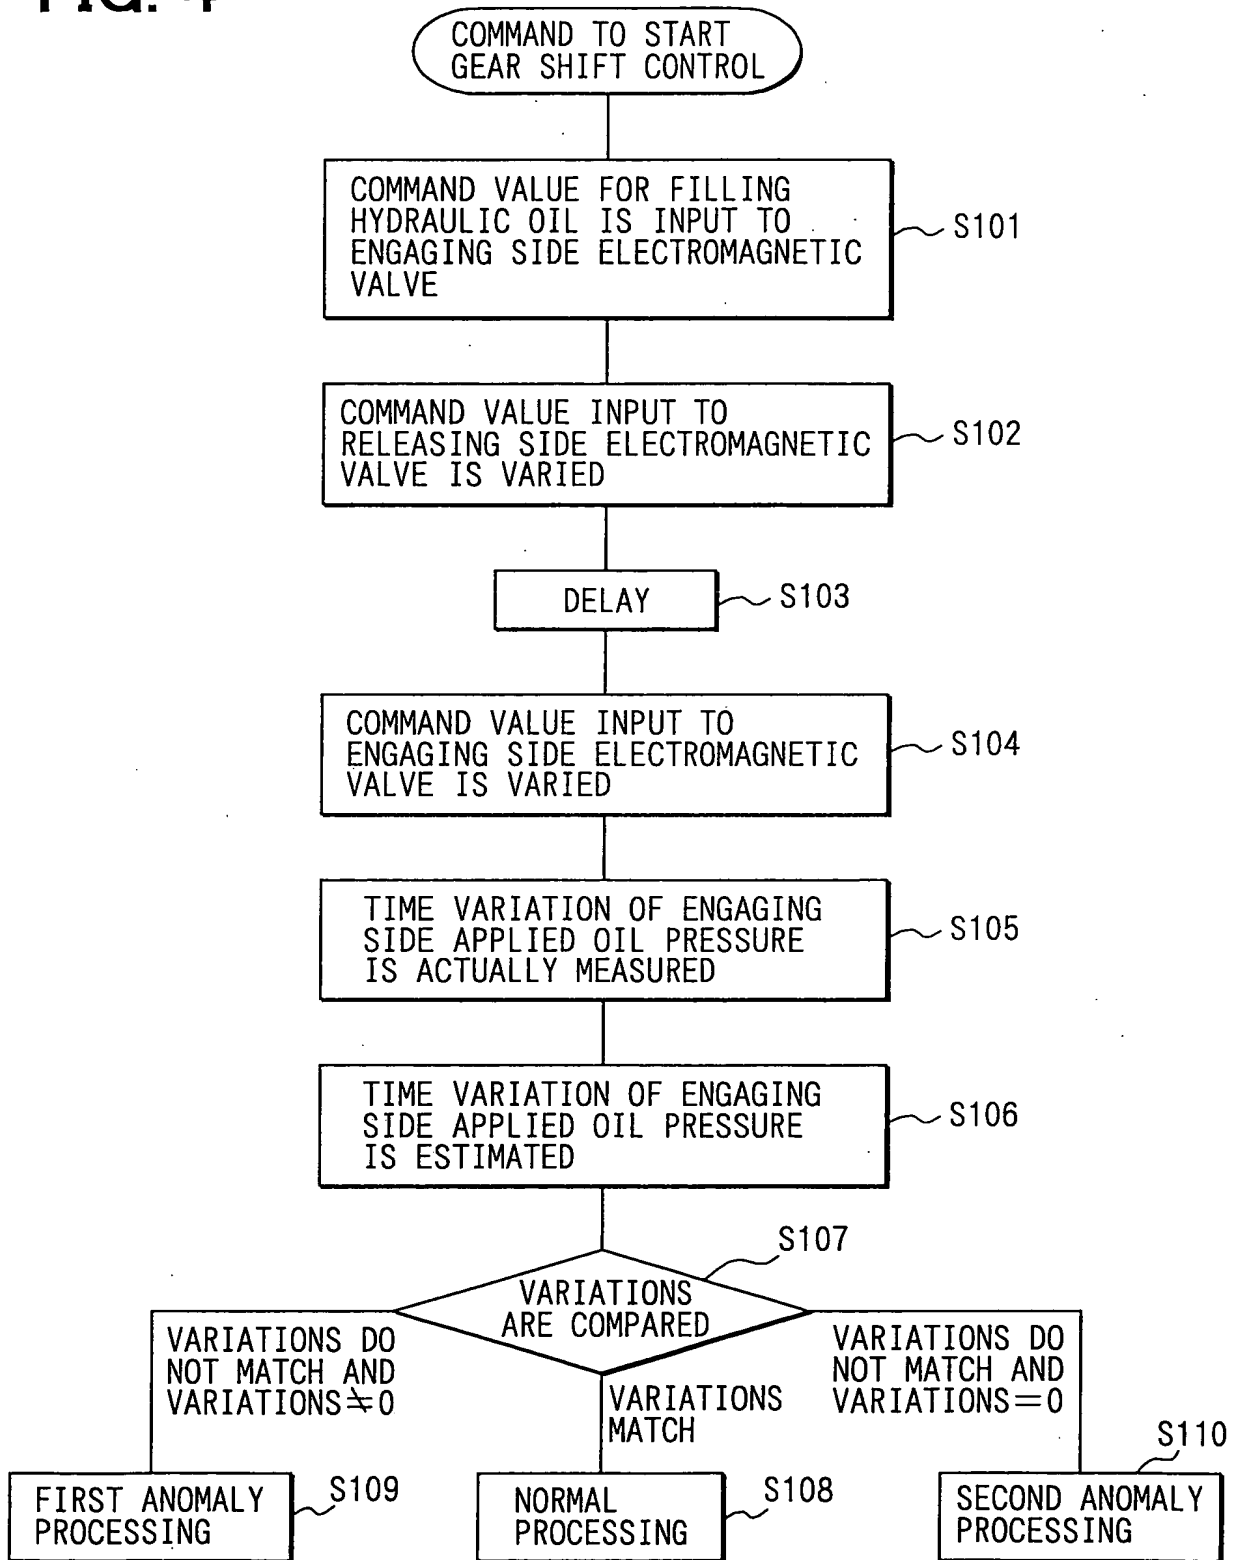 FIG. 4
COMMAND TO START
GEAR SHIFT CONTROL
COMMAND VALUE FOR FILLING
HYDRAULIC OIL IS INPUT TO
ENGAGING SIDE ELECTROMAGNETIC
VALVE
S101
COMMAND VALUE INPUT TO
RELEASING SIDE ELECTROMAGNETIC
VALVE IS VARIED
S102
DELAY
S103
COMMAND VALUE INPUT TO
ENGAGING SIDE ELECTROMAGNETIC
VALVE IS VARIED
S104
TIME VARIATION OF ENGAGING
SIDE APPLIED OIL PRESSURE
IS ACTUALLY MEASURED
S105
TIME VARIATION OF ENGAGING
SIDE APPLIED OIL PRESSURE
IS ESTIMATED
S106
S107
VARIATIONS
ARE COMPARED
VARIATIONS DO
NOT MATCH AND
VARIATIONS≠0
VARIATIONS
MATCH
VARIATIONS DO
NOT MATCH AND
VARIATIONS=0
FIRST ANOMALY
PROCESSING
S109
NORMAL
PROCESSING
S108
SECOND ANOMALY
PROCESSING
S110